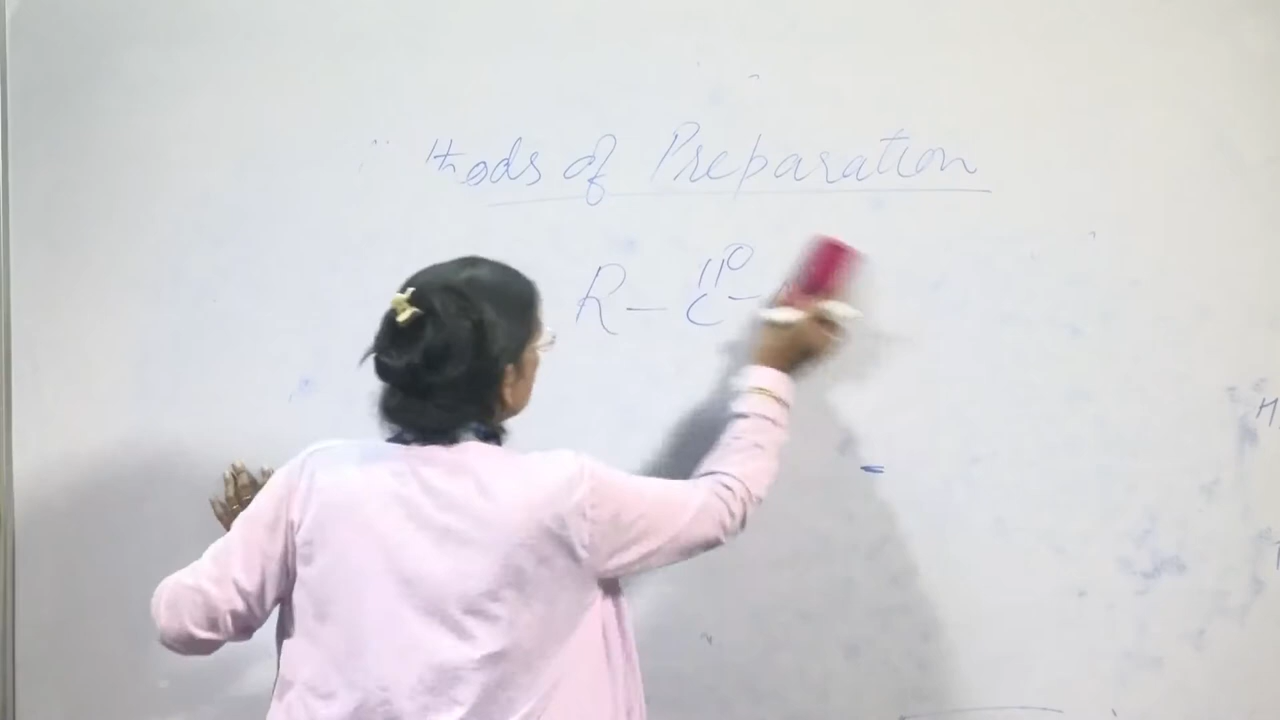 thods of Preparation
O
R - C -
H